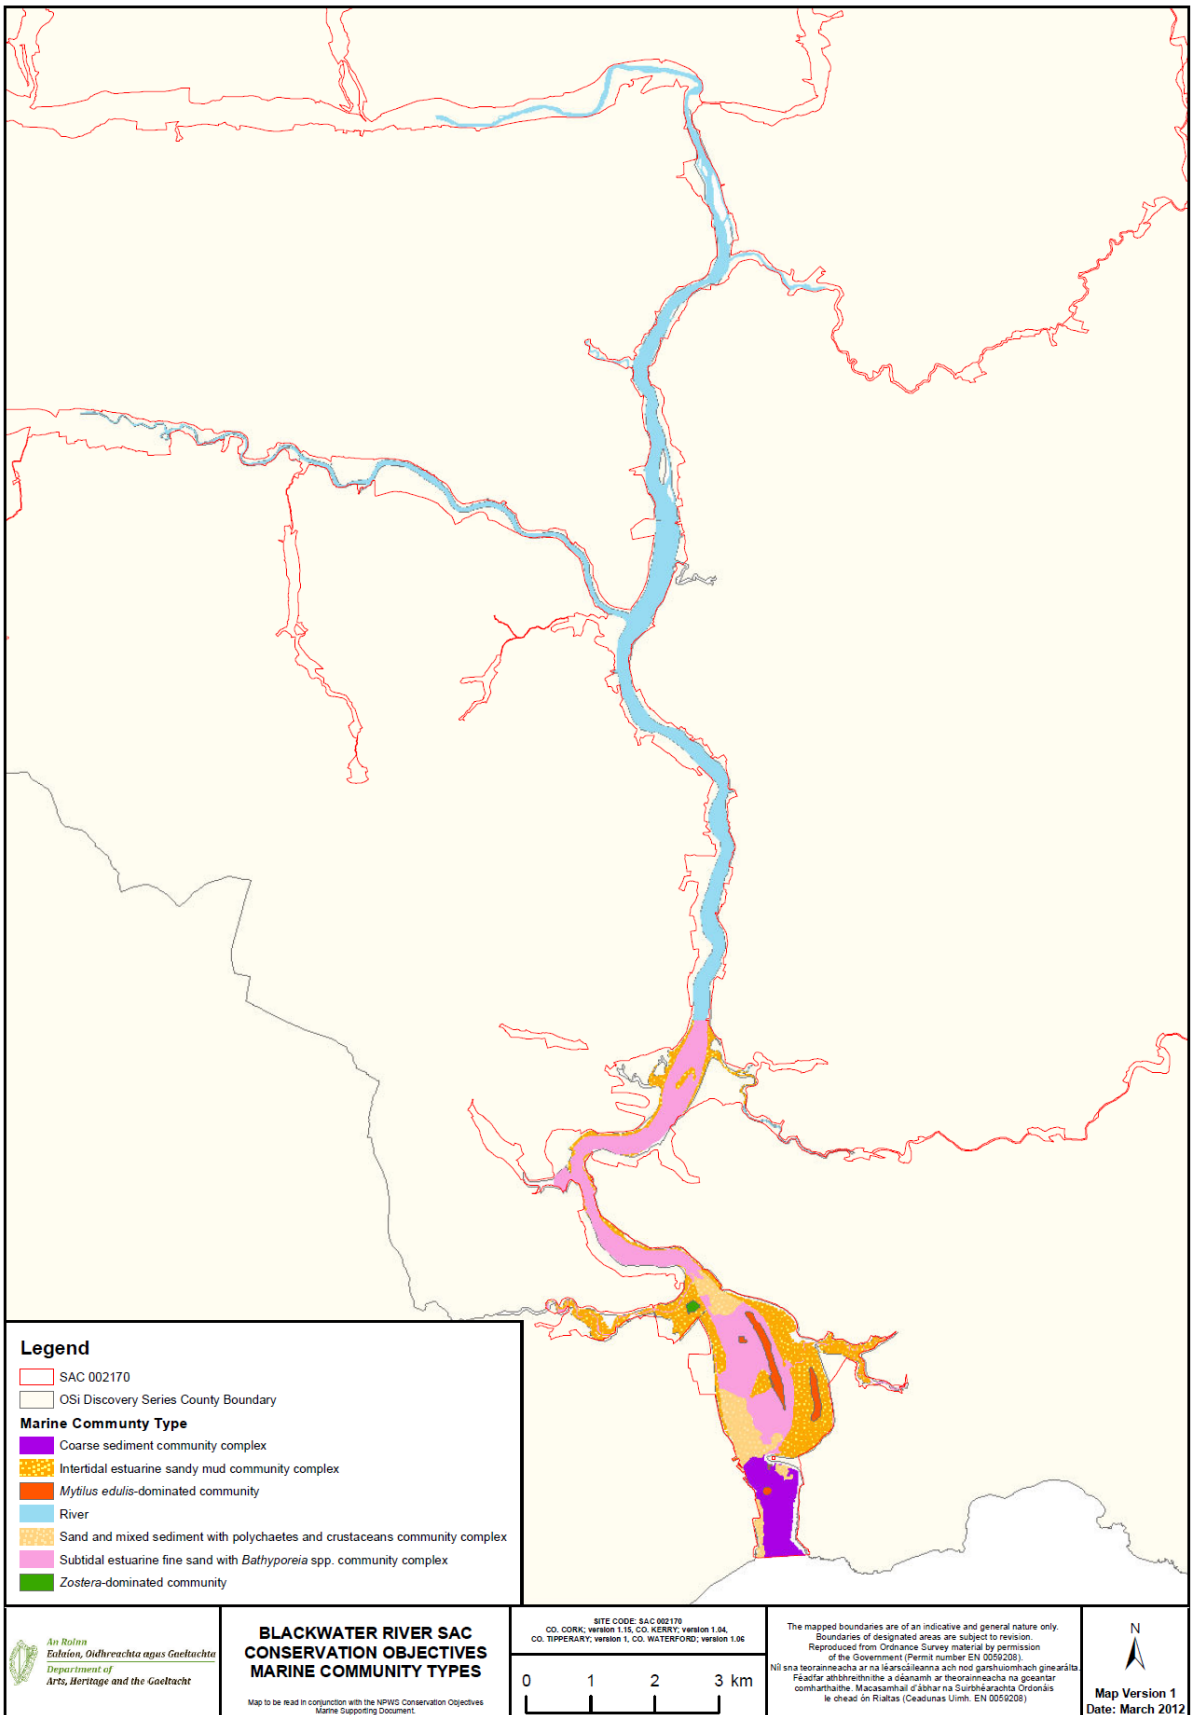 Legend
SAC 002170
OSi Discovery Series County Boundary
Marine Communty Type
Coarse sediment community complex
Intertidal estuarine sandy mud community complex
Mytilus edulis-dominated community
River
Sand and mixed sediment with polychaetes and crustaceans community complex
Subtidal estuarine fine sand with Bathyporeia spp. community complex
Zostera-dominated community
An Roinn
Ealaíon, Oidhreachta agus Gaeltachta
Department of
Arts, Heritage and the Gaeltacht
BLACKWATER RIVER SAC
CONSERVATION OBJECTIVES
MARINE COMMUNITY TYPES
Map to be read in conjunction with the NPWS Conservation Objectives
Marine Supporting Document.
SITE CODE: SAC 002170
CO. CORK; version 1.15, CO. KERRY; version 1.04,
CO. TIPPERARY; version 1, CO. WATERFORD; version 1.06
0 1 2 3 km
The mapped boundaries are of an indicative and general nature only.
Boundaries of designated areas are subject to revision.
Reproduced from Ordnance Survey material by permission
of the Government (Permit number EN 0059208).
Níl sna teorainneacha ar na léarscáileanna ach nod garshuiomhach ginearálta.
Féadfar athbhreithnithe a déanamh ar theorainneacha na gceantar
comharthaithe. Macasamhail d'ábhar na Suirbhéarachta Ordonáis
le chead ón Rialtas (Ceadunas Uimh. EN 0059208)
N
Map Version 1
Date: March 2012